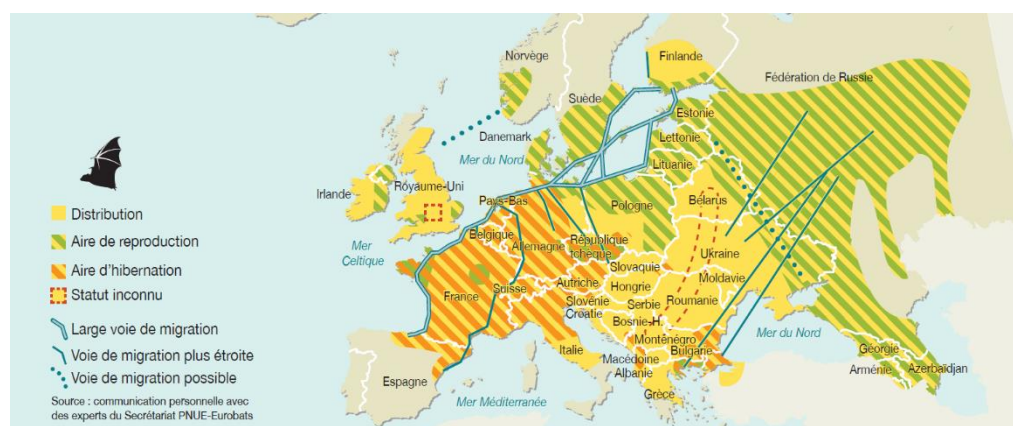 Norvège
Finlande
Fédération de Russie
Suède
Estonie
Danemark
Lettonie
Mer du Nord
Lituanie
Irlande
Royaume-Uni
Pays-Bas
Pologne
Bélarus
Distribution
Belgique
Allemagne
République
tchèque
Ukraine
Aire de reproduction
Mer
Celtique
Slovaquie
Aire d'hibernation
Autriche
Hongrie
Moldavie
Statut inconnu
France
Suisse
Slovénie
Croatie
Serbie
Roumanie
Bosnie-H.
Large voie de migration
Mer du Nord
Monténégro
Voie de migration plus étroite
Italie
Bulgarie
Géorgie
Macédoine
Voie de migration possible
Espagne
Albanie
Arménie
Azerbaïdjan
Grèce
Source : communication personnelle avec
des experts du Secrétariat PNUE-Eurobats
Mer Méditerranée